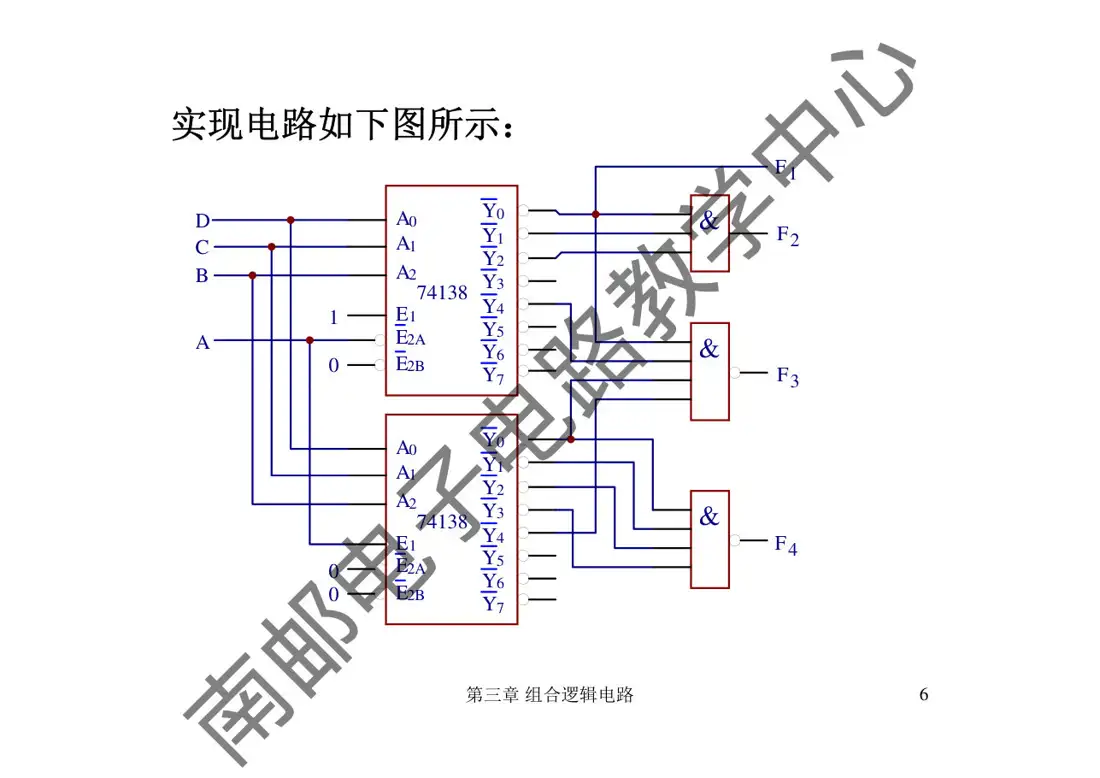 实现电路如下图所示：
F1
D A0 Y0
&
C A1 Y1 F2
B A2 Y2
Y3
74138
Y4
1 E1
Y5
A E2A
&
Y6
0 E2B
Y7 F3
A0 Y0
A1 Y1
A2 Y2
Y3
74138 &
Y4
E1
Y5 F4
0 E2A
Y6
0 E2B
Y7
南邮电子电路教学中心
第三章 组合逻辑电路 6